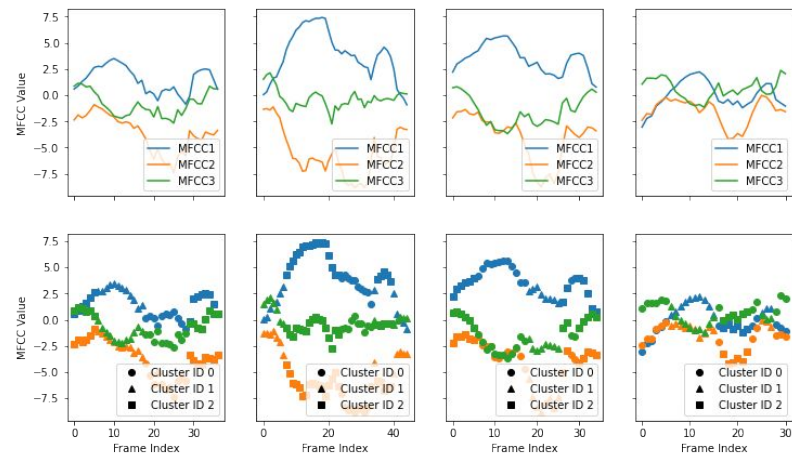 7.5
5.0
2.5
0.0
-2.5
-5.0
-7.5
MFCC Value
MFCC1
MFCC2
MFCC3
MFCC1
MFCC2
MFCC3
MFCC1
MFCC2
MFCC3
MFCC1
MFCC2
MFCC3
7.5
5.0
2.5
0.0
-2.5
-5.0
-7.5
MFCC Value
Cluster ID 0
Cluster ID 1
Cluster ID 2
Cluster ID 0
Cluster ID 1
Cluster ID 2
Cluster ID 0
Cluster ID 1
Cluster ID 2
Cluster ID 0
Cluster ID 1
Cluster ID 2
0 10 20 30
0 20 40
0 10 20 30
0 10 20 30
Frame Index
Frame Index
Frame Index
Frame Index